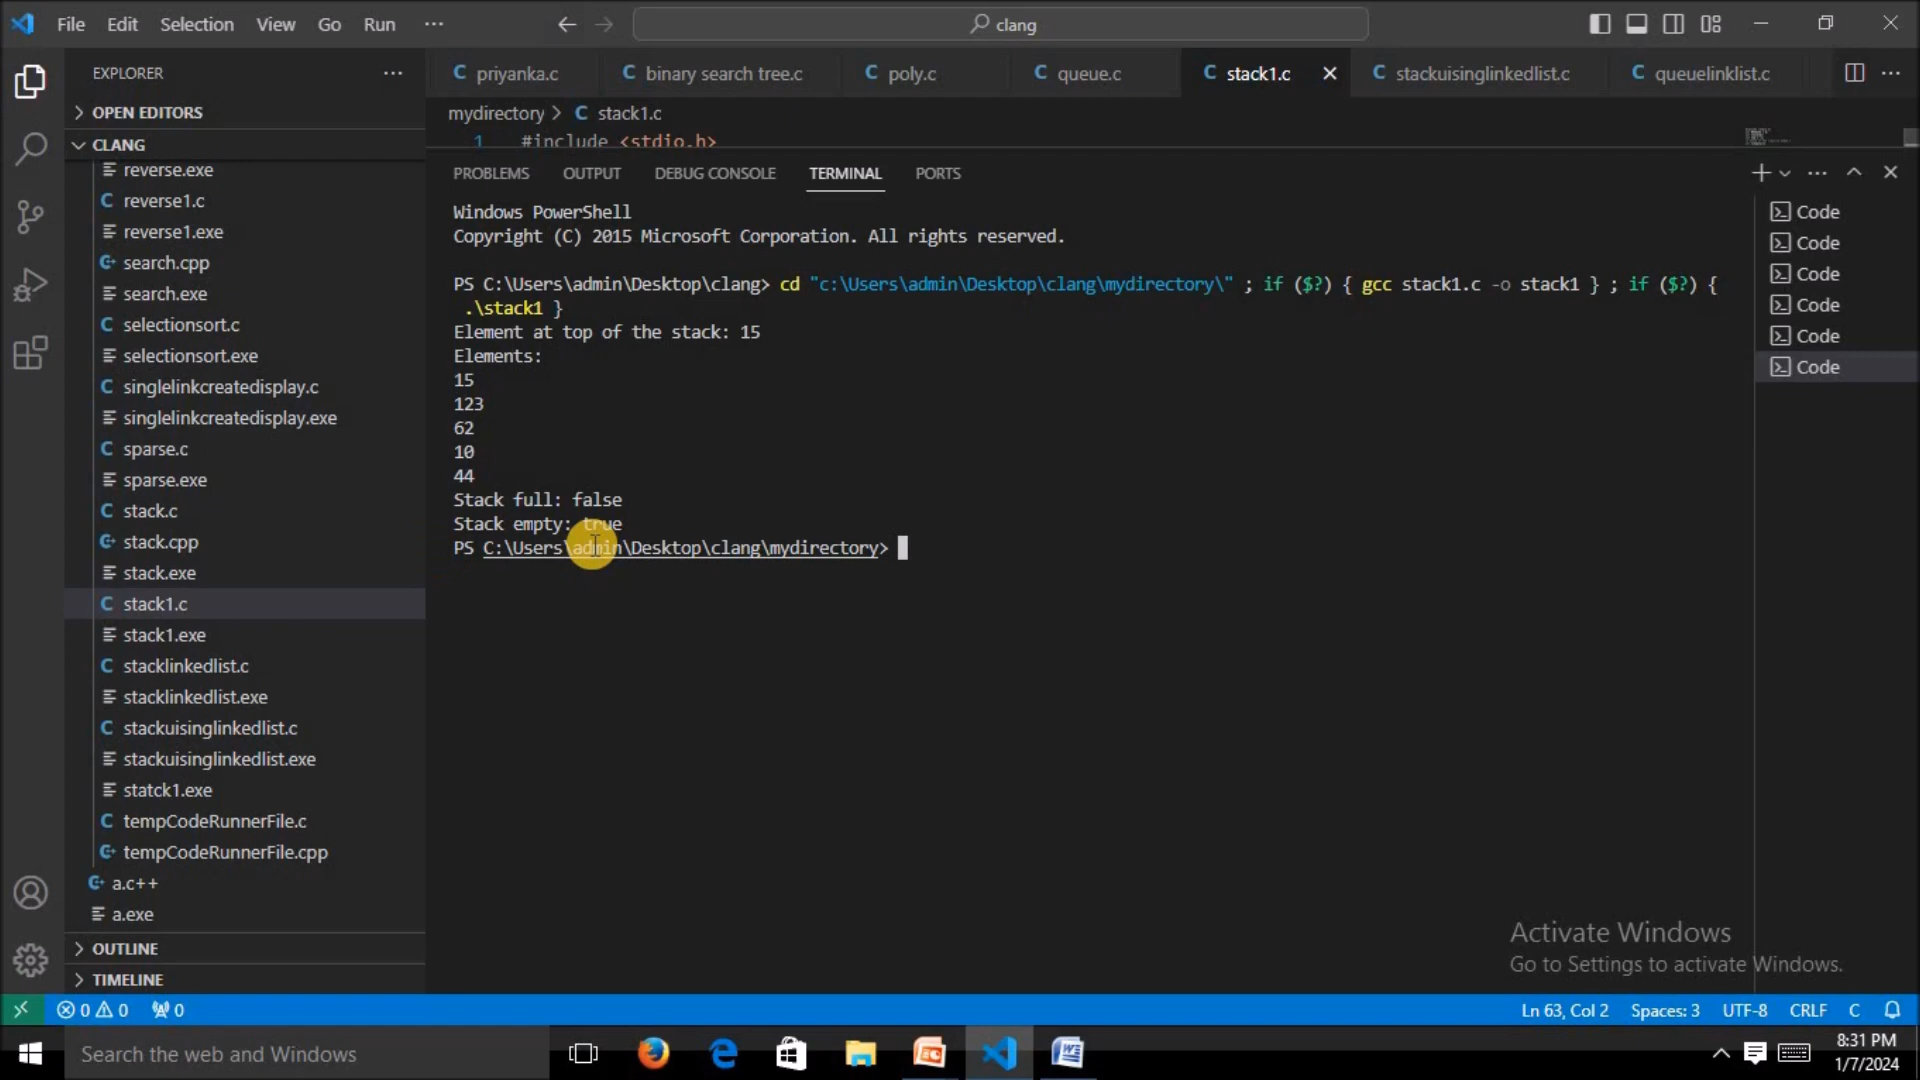 File Edit Selection View Go Run ··· clang
EXPLORER ···
OPEN EDITORS
CLANG
reverse.exe
C reverse1.c
reverse1.exe
search.cpp
search.exe
C selectionsort.c
selectionsort.exe
C singlelinkcreatedisplay.c
singlelinkcreatedisplay.exe
C sparse.c
sparse.exe
C stack.c
stack.cpp
stack.exe
C stack1.c
stack1.exe
C stacklinkedlist.c
stacklinkedlist.exe
C stackuisinglinkedlist.c
stackuisinglinkedlist.exe
statck1.exe
C tempCodeRunnerFile.c
tempCodeRunnerFile.cpp
a.c++
a.exe
OUTLINE
TIMELINE
C priyanka.c C binary search tree.c C poly.c C queue.c C stack1.c C stackuisinglinkedlist.c C queuelinklist.c
mydirectory > C stack1.c
1 #include <stdio.h>
PROBLEMS OUTPUT DEBUG CONSOLE TERMINAL PORTS
Windows PowerShell
Copyright (C) 2015 Microsoft Corporation. All rights reserved.
PS C:\Users\admin\Desktop\clang> cd "c:\Users\admin\Desktop\clang\mydirectory\" ; if ($?) { gcc stack1.c -o stack1 } ; if ($?) {
.\stack1 }
Element at top of the stack: 15
Elements:
15
123
62
10
44
Stack full: false
Stack empty: true
PS C:\Users\admin\Desktop\clang\mydirectory>
Code
Code
Code
Code
Code
Code
Activate Windows
Go to Settings to activate Windows.
0 0 0 Ln 63, Col 2 Spaces: 3 UTF-8 CRLF C
Search the web and Windows
8:31 PM
1/7/2024